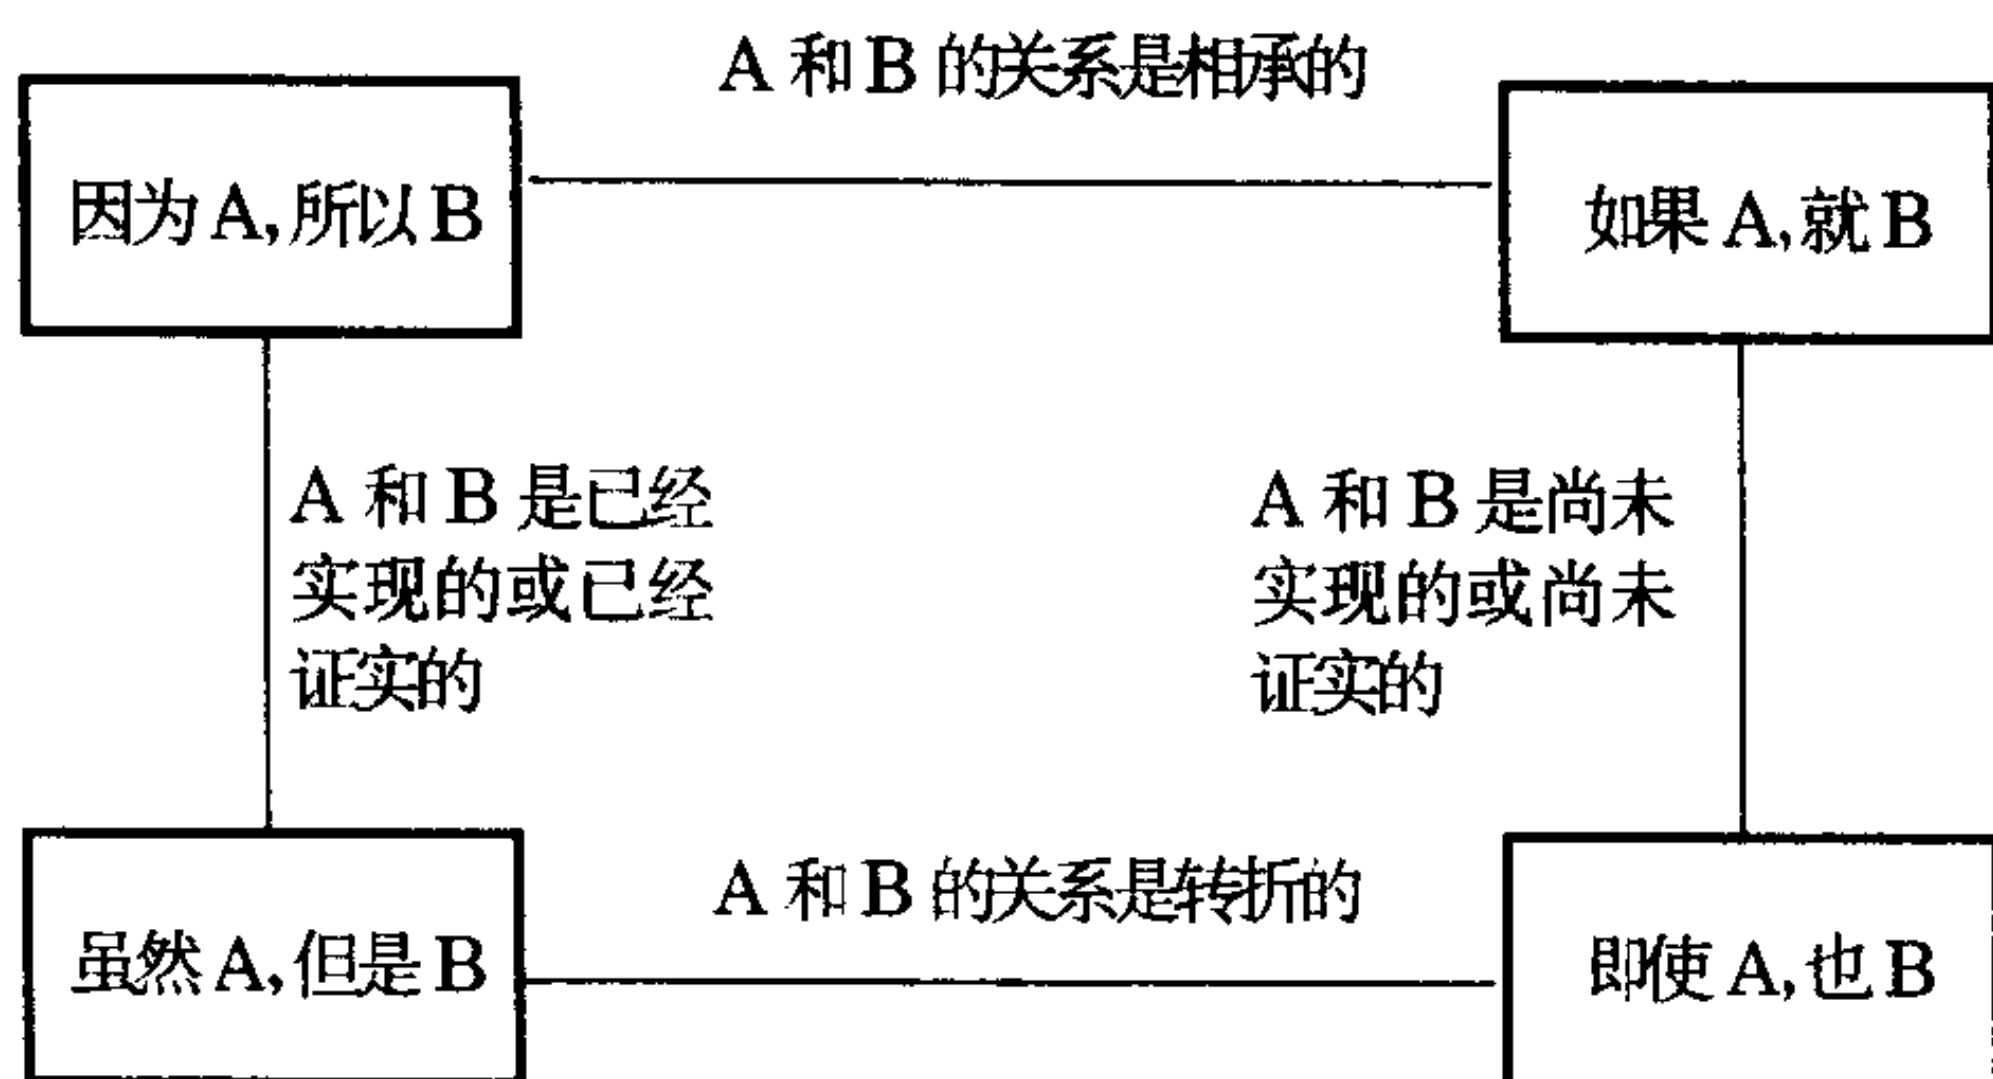 A 和 B 的关系是相承的
因为 A,所以 B
如果 A,就 B
A 和 B 是已经
实现的或已经
证实的
A 和 B 是尚未
实现的或尚未
证实的
A 和 B 的关系是转折的
虽然 A,但是 B
即使 A,也 B